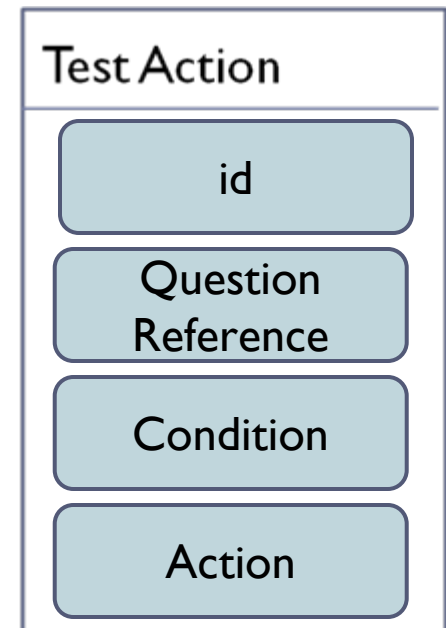 Test Action
id
Question
Reference
Condition
Action